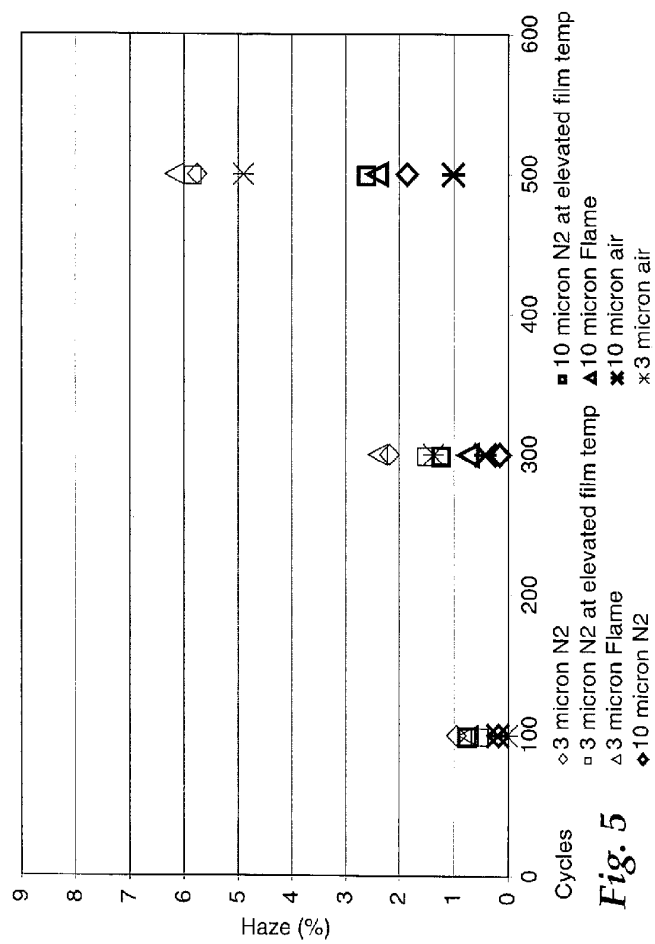 9
8
7
6
5
4
3
2
1
0
Haze (%)
0
100
200
300
400
500
600
Cycles
3 micron N2
3 micron N2 at elevated film temp
3 micron Flame
10 micron N2
10 micron N2 at elevated film temp
10 micron Flame
10 micron air
3 micron air
Fig. 5